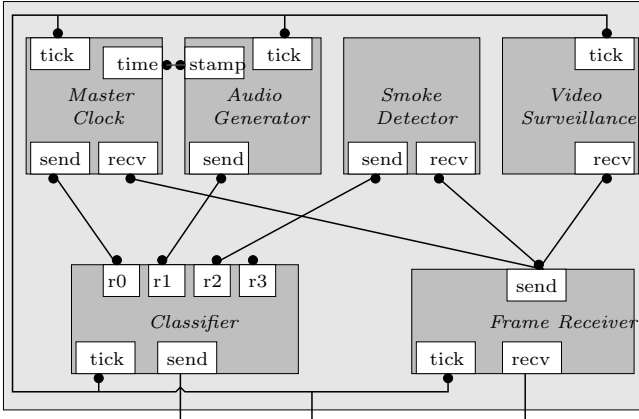 tick
time
stamp
tick
tick
Master
Clock
Audio
Generator
Smoke
Detector
Video
Surveillance
send
recv
send
send
recv
recv
r0
r1
r2
r3
send
Classifier
Frame Receiver
tick
send
tick
recv